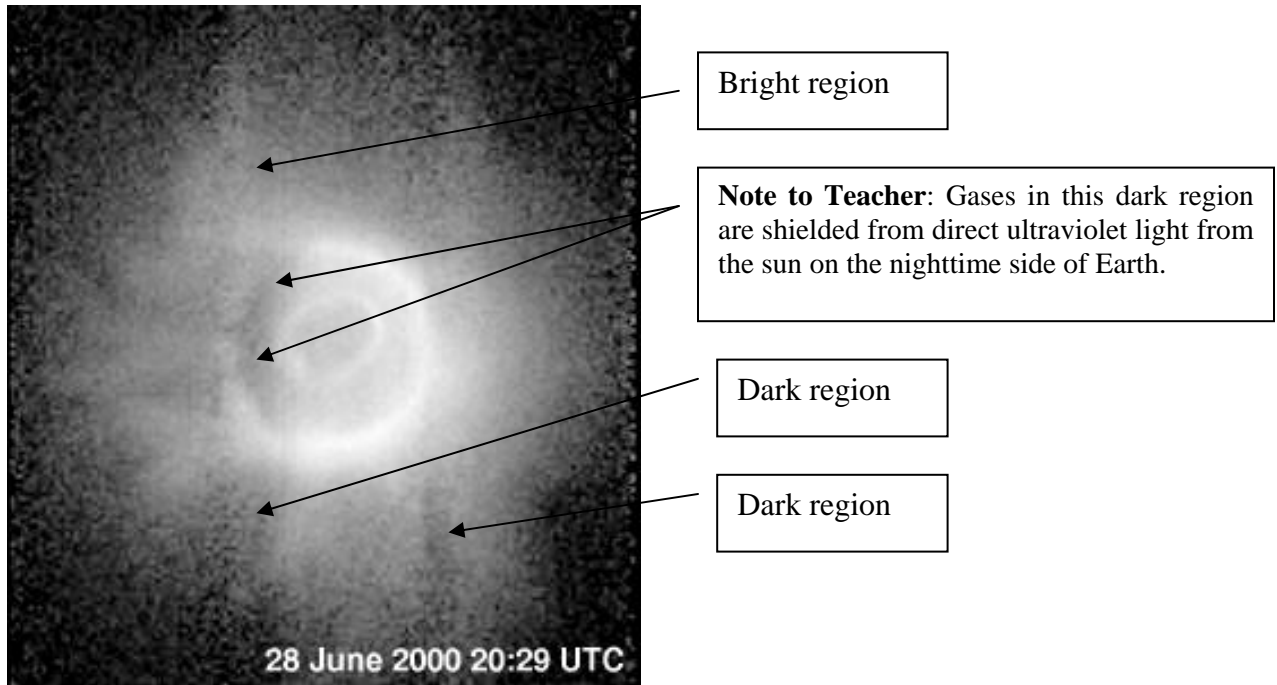 Bright region
Note to Teacher: Gases in this dark region
are shielded from direct ultraviolet light from
the sun on the nighttime side of Earth.
Dark region
Dark region
28 June 2000 20:29 UTC